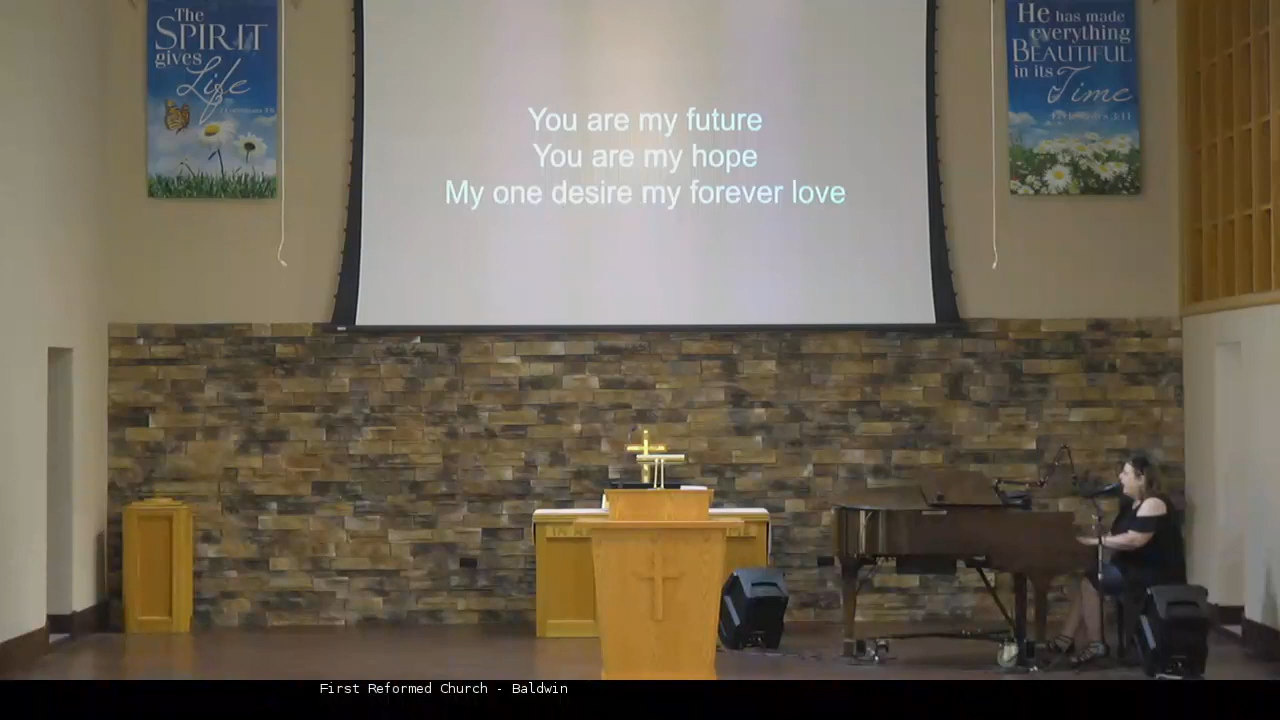 The
SPIRIT
gives
Life
He has made
everything
BEAUTIFUL
in its
Time
You are my future
You are my hope
My one desire my forever love
First Reformed Church - Baldwin